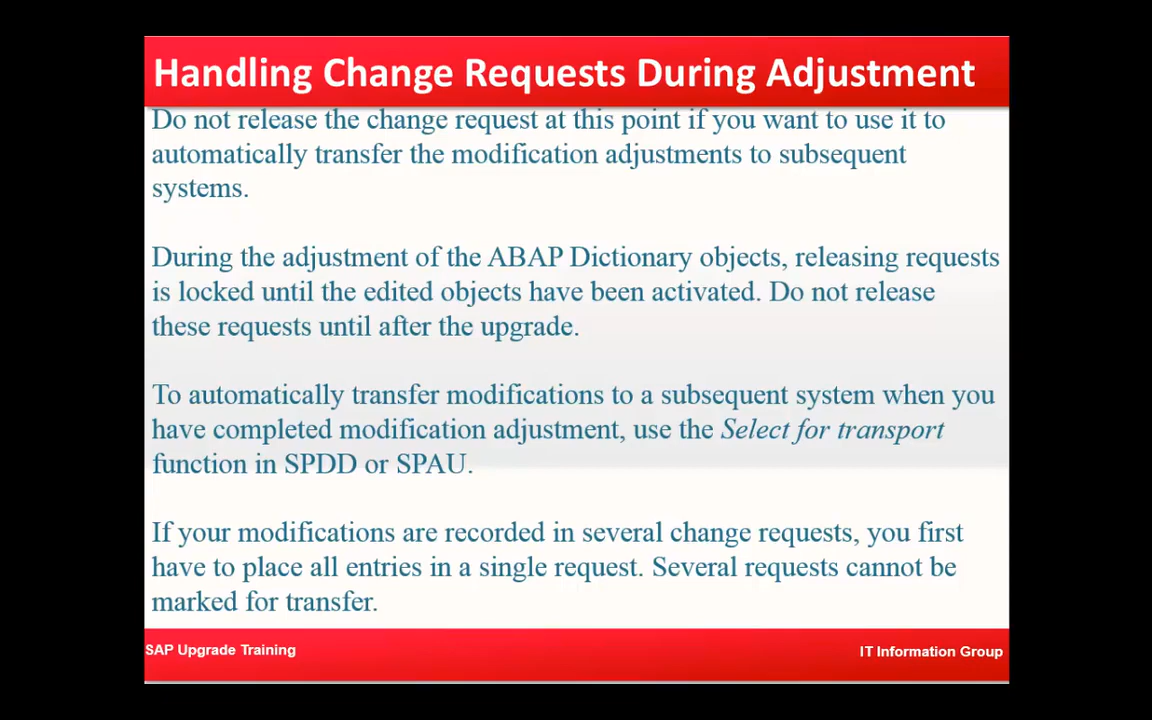 Handling Change Requests During Adjustment
Do not release the change request at this point if you want to use it to
automatically transfer the modification adjustments to subsequent
systems.
During the adjustment of the ABAP Dictionary objects, releasing requests
is locked until the edited objects have been activated. Do not release
these requests until after the upgrade.
To automatically transfer modifications to a subsequent system when you
have completed modification adjustment, use the Select for transport
function in SPDD or SPAU.
If your modifications are recorded in several change requests, you first
have to place all entries in a single request. Several requests cannot be
marked for transfer.
SAP Upgrade Training
IT Information Group